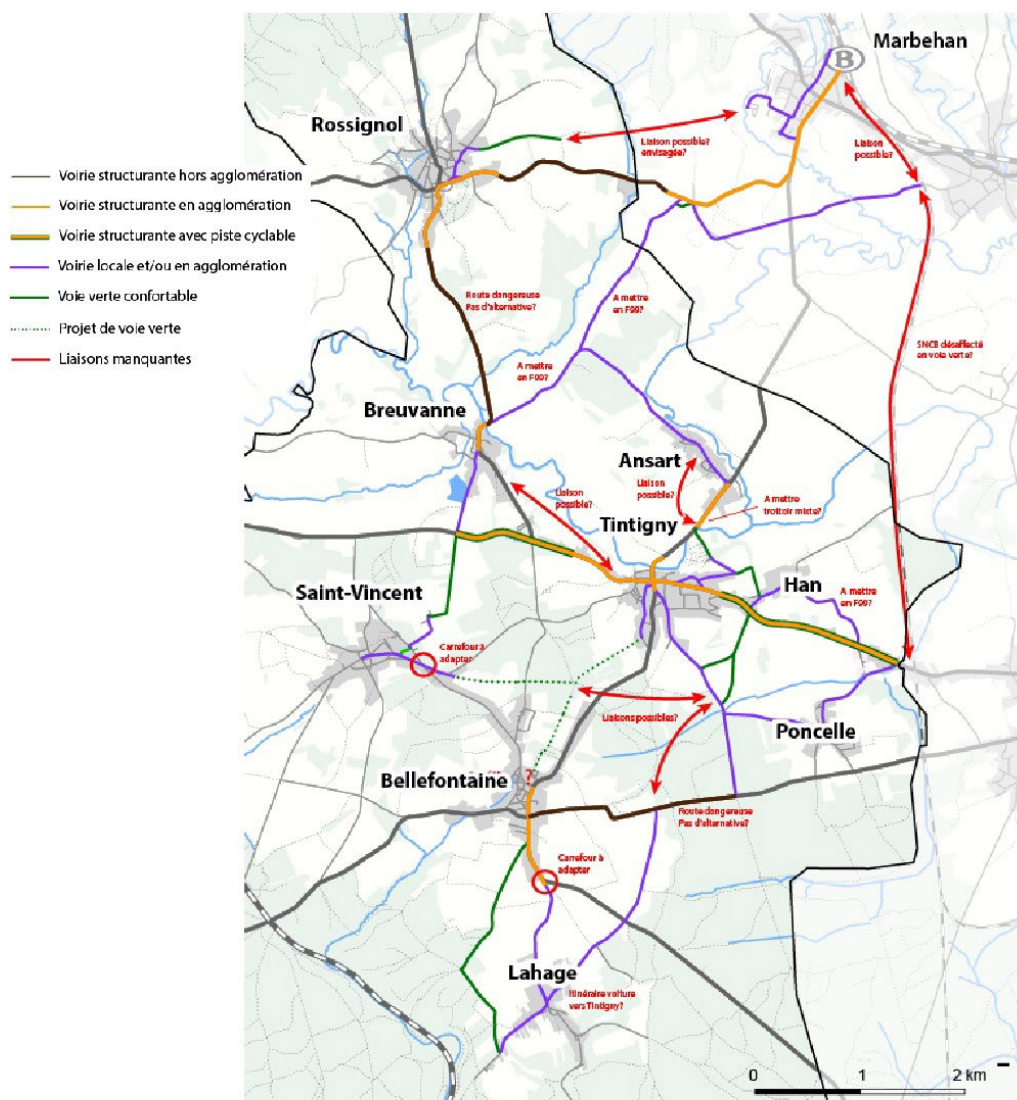 Marbehan
B
Rossignol
Liaison possible?
envisagée?
Liaison
possible?
Voirie structurante hors agglomération
Voirie structurante en agglomération
Voirie structurante avec piste cyclable
Voirie locale et/ou en agglomération
Voie verte confortable
Projet de voie verte
Liaisons manquantes
Route dangereuse
Pas d'alternative?
A mettre
en F99?
SNCB désaffecté
en voie verte?
A mettre
en F99?
Breuvanne
Ansart
Liaison
possible?
Liaison
possible?
A mettre
trottoir mixte?
Tintigny
Saint-Vincent
Han
A mettre
en F99?
Carrefour à
adapter
Liaisons possibles?
Poncelle
Bellefontaine
?
Route dangereuse
Pas d'alternative?
Carrefour à
adapter
Lahage
Itinéraire voiture
vers Tintigny?
0 1 2 km